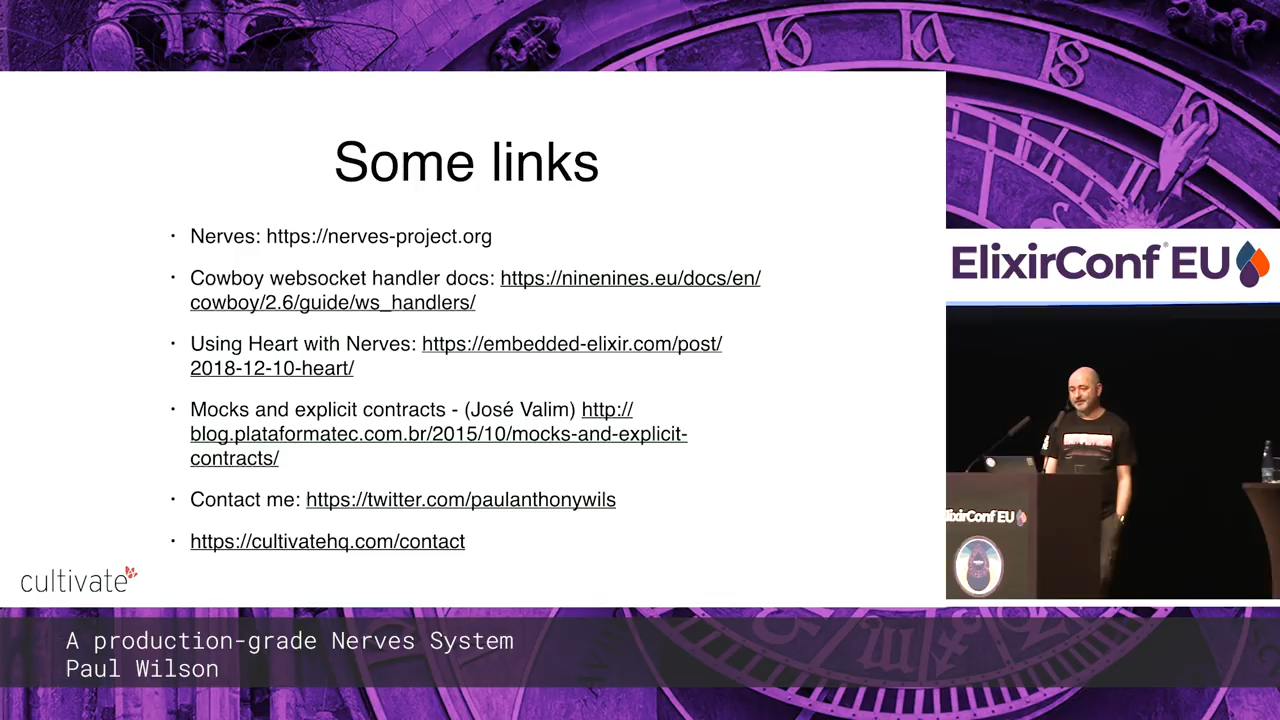 Some links
• Nerves: https://nerves-project.org
• Cowboy websocket handler docs: https://ninenines.eu/docs/en/
cowboy/2.6/guide/ws_handlers/
• Using Heart with Nerves: https://embedded-elixir.com/post/
2018-12-10-heart/
• Mocks and explicit contracts - (José Valim) http://
blog.plataformatec.com.br/2015/10/mocks-and-explicit-
contracts/
• Contact me: https://twitter.com/paulanthonywils
• https://cultivatehq.com/contact
cultivate
ElixirConf® EU
lixirConf EU
A production-grade Nerves System
Paul Wilson